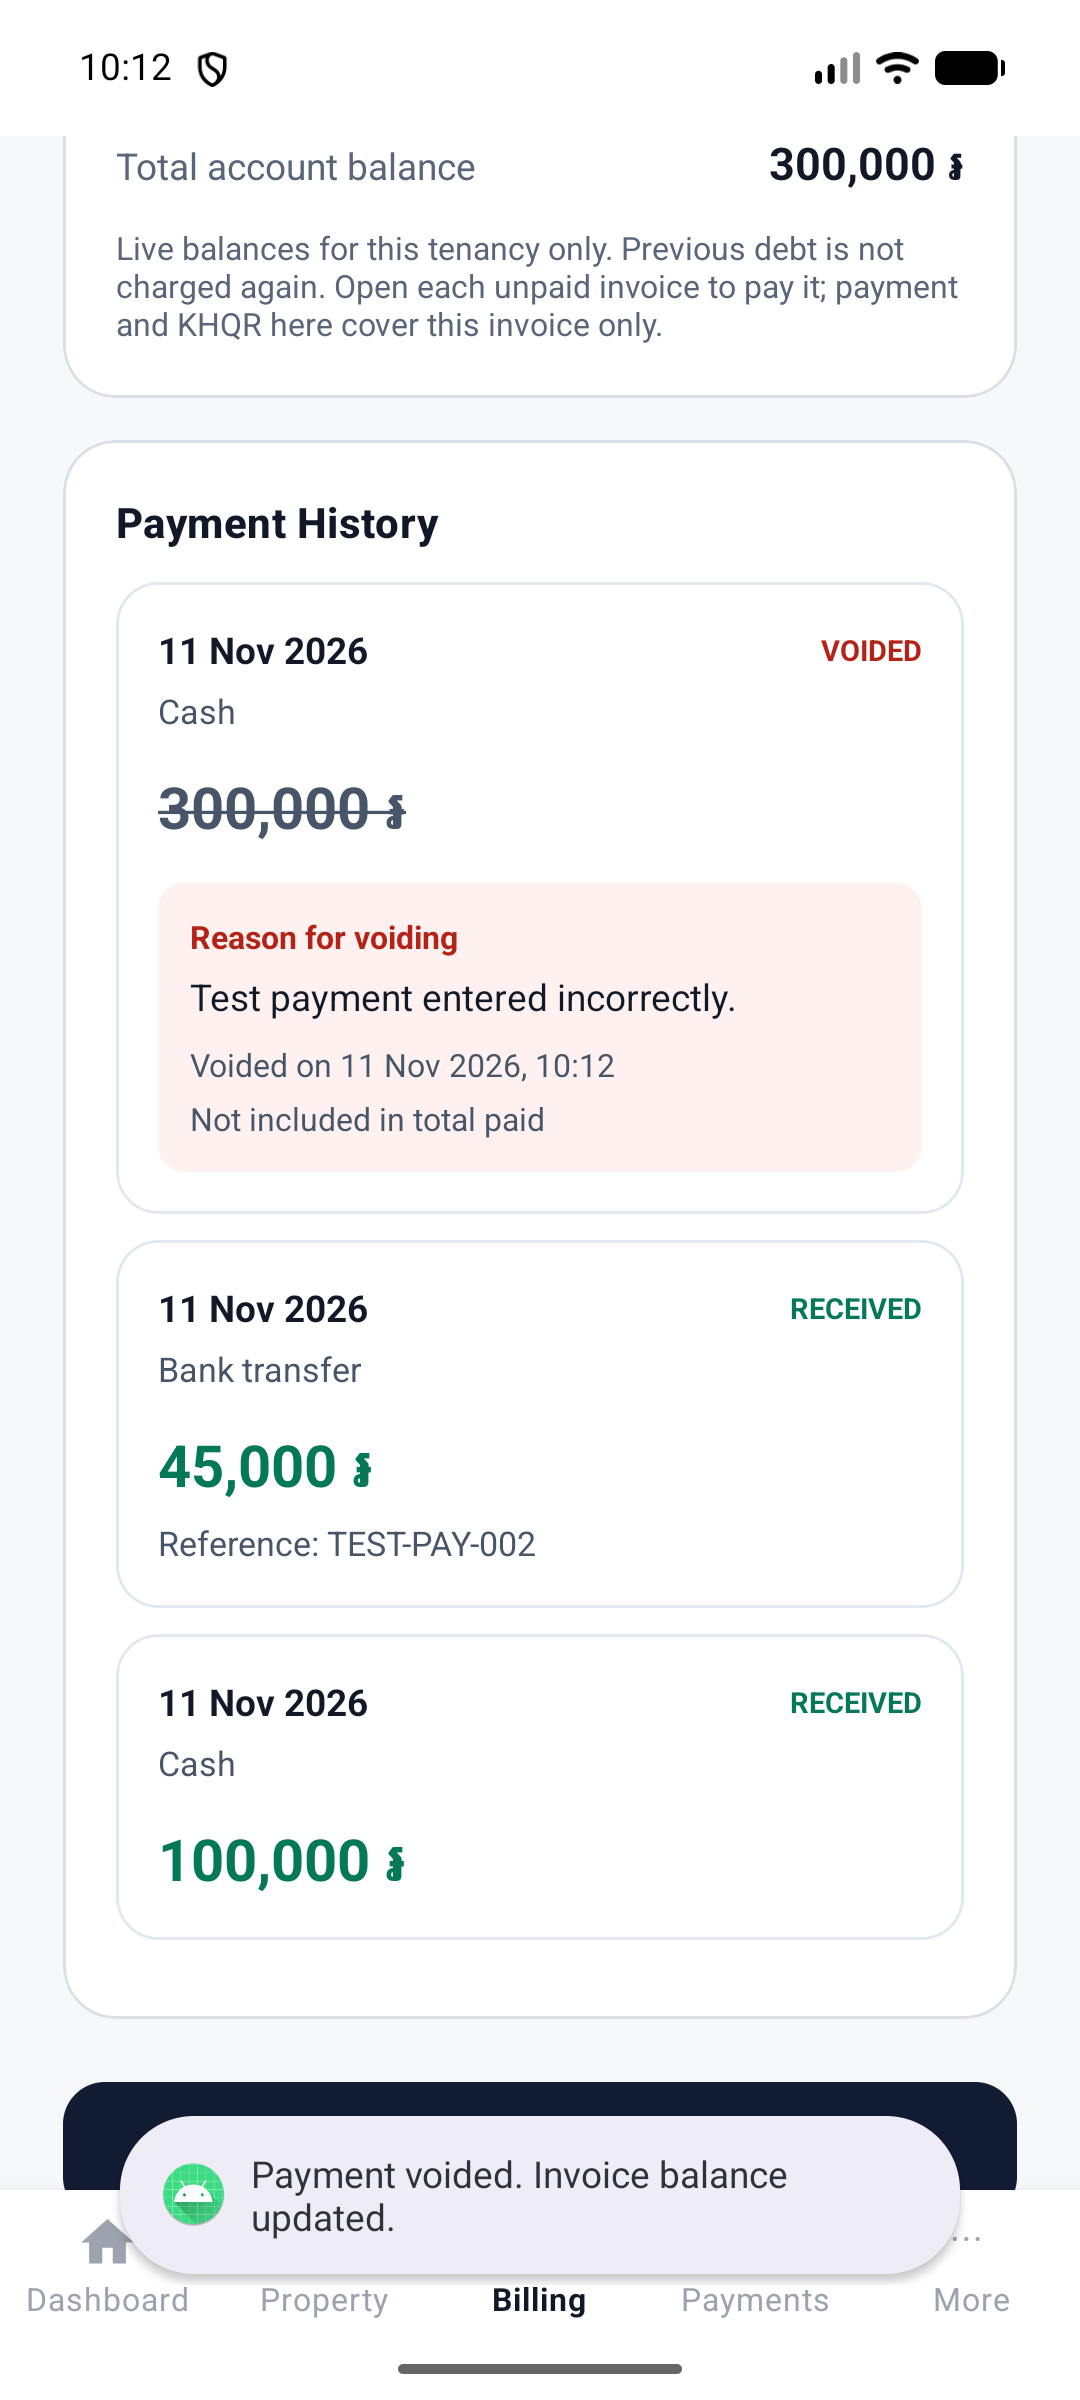 10:12
Total account balance 300,000 ៛
Live balances for this tenancy only. Previous debt is not
charged again. Open each unpaid invoice to pay it; payment
and KHQR here cover this invoice only.
Payment History
11 Nov 2026 VOIDED
Cash
300,000 ៛
Reason for voiding
Test payment entered incorrectly.
Voided on 11 Nov 2026, 10:12
Not included in total paid
11 Nov 2026 RECEIVED
Bank transfer
45,000 ៛
Reference: TEST-PAY-002
11 Nov 2026 RECEIVED
Cash
100,000 ៛
Payment voided. Invoice balance
updated.
Dashboard Property Billing Payments More